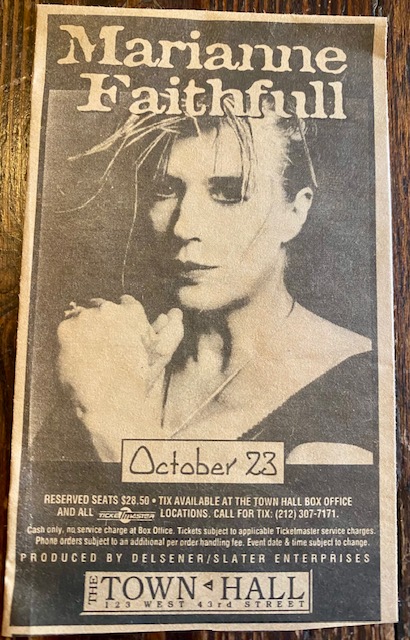 Marianne
Faithfull
October 23
RESERVED SEATS $28.50 • TIX AVAILABLE AT THE TOWN HALL BOX OFFICE
AND ALL TICKETMASTER LOCATIONS. CALL FOR TIX: (212) 307-7171.
Cash only, no service charge at Box Office. Tickets subject to applicable Ticketmaster service charges.
Phone orders subject to an additional per order handling fee. Event date & time subject to change.
PRODUCED BY DELSENER/SLATER ENTERPRISES
THE TOWN HALL
123 WEST 43rd STREET